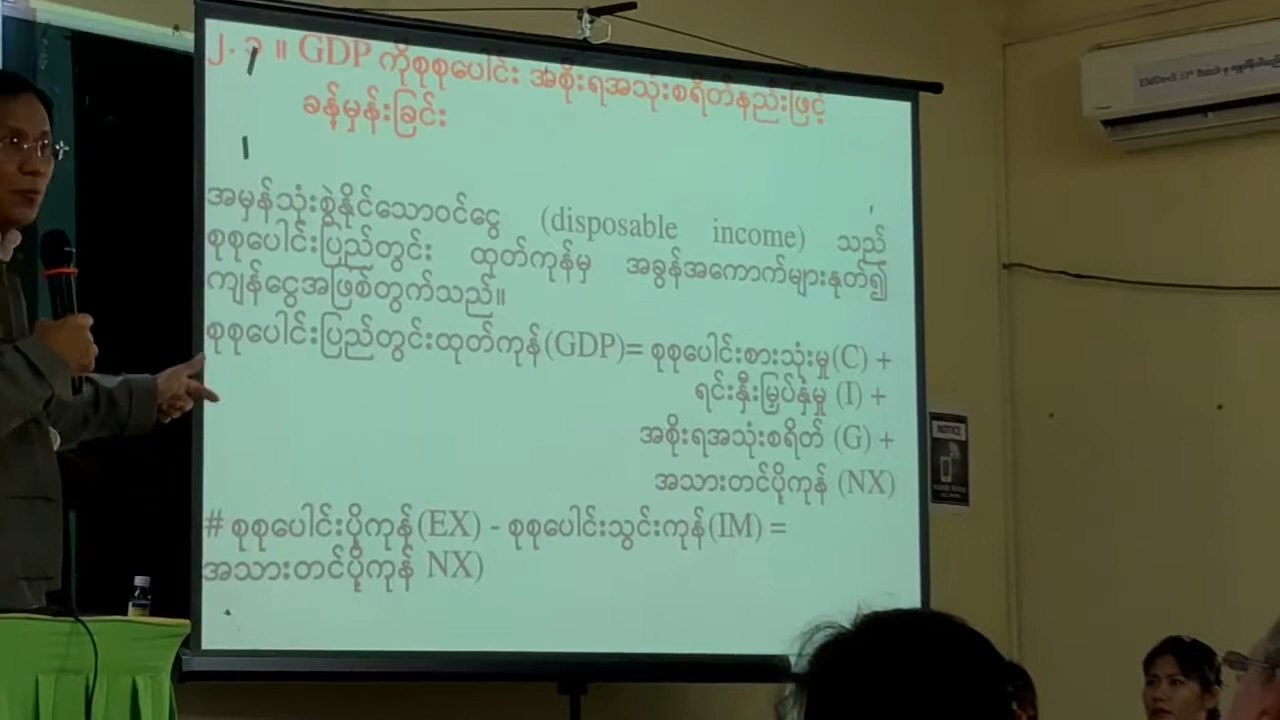 ၂.၃ ။ GDP ကိုစုစုပေါင်း အစိုးရအသုံးစရိတ်နည်းဖြင့်
ခန့်မှန်းခြင်း
အမှန်သုံးစွဲနိုင်သောဝင်ငွေ (disposable income) သည်
စုစုပေါင်းပြည်တွင်း ထုတ်ကုန်မှ အခွန်အကောက်များနုတ်၍
ကျန်ငွေအဖြစ်တွက်သည်။
စုစုပေါင်းပြည်တွင်းထုတ်ကုန်(GDP)= စုစုပေါင်းစားသုံးမှု(C) +
ရင်းနှီးမြှပ်နှံမှု (I) +
အစိုးရအသုံးစရိတ် (G) +
အသားတင်ပို့ကုန် (NX)
# စုစုပေါင်းပို့ကုန်(EX) - စုစုပေါင်းသွင်းကုန်(IM) =
အသားတင်ပို့ကုန် NX)
NOTICE